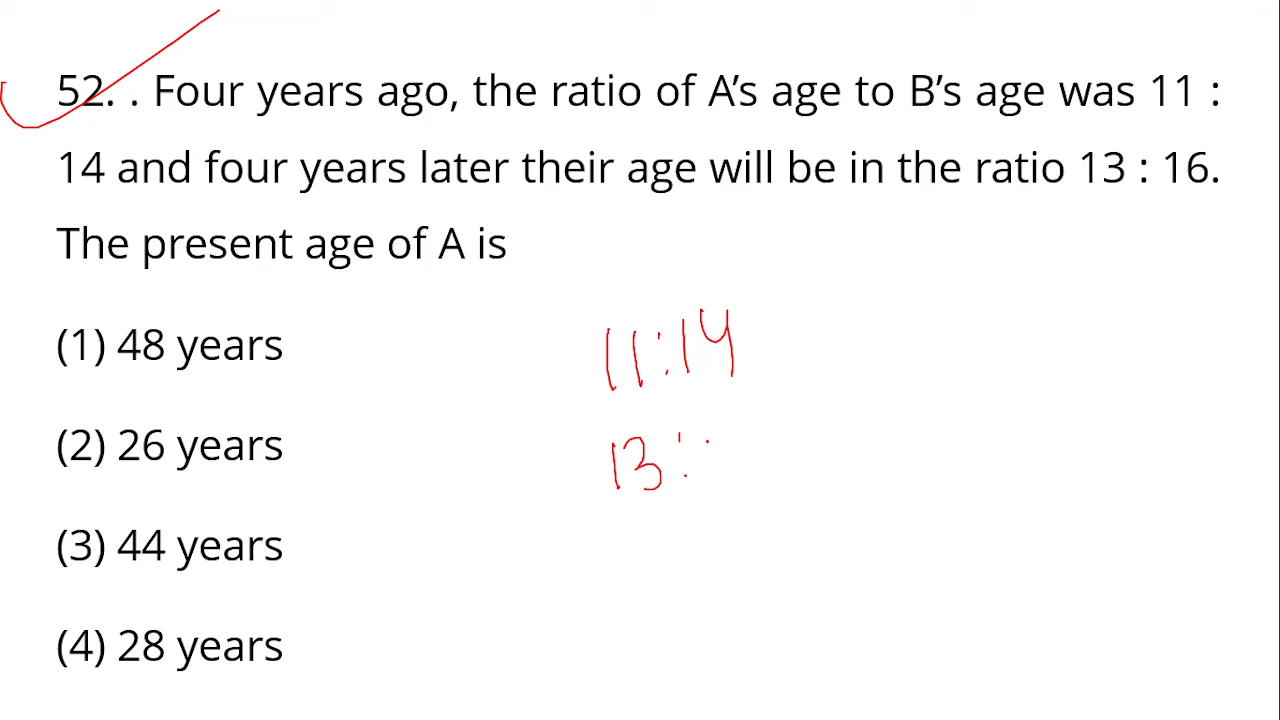 52. . Four years ago, the ratio of A’s age to B’s age was 11 :
14 and four years later their age will be in the ratio 13 : 16.
The present age of A is
(1) 48 years
11:14
(2) 26 years
13:
(3) 44 years
(4) 28 years